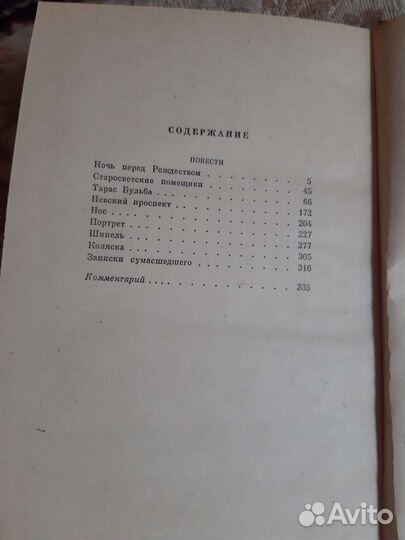 СОДЕРЖАНИЕ
ПОВЕСТИ
Ночь перед Рождеством . . . . . . . . 5
Старосветские помещики . . . . . . . . 45
Тарас Бульба . . . . . . . . . . . 66
Невский проспект . . . . . . . . . . 172
Нос . . . . . . . . . . . . . . 204
Портрет . . . . . . . . . . . . . 227
Шинель . . . . . . . . . . . . . 277
Коляска . . . . . . . . . . . . . 305
Записки сумасшедшего . . . . . . . . . 316
Комментарий . . . . . . . . . . . . 335
Avito